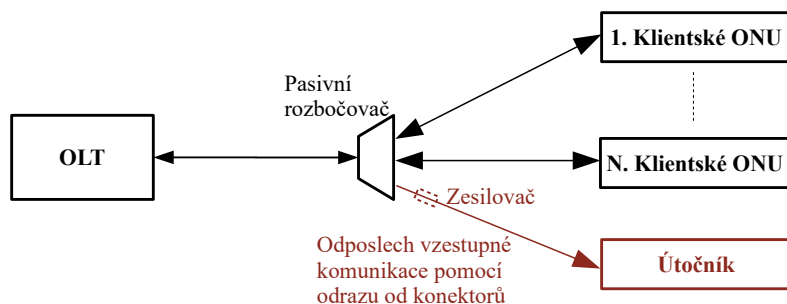 1. Klientské ONU
Pasivní
rozbočovač
OLT
N. Klientské ONU
Zesilovač
Odposlech vzestupné
komunikace pomocí
odrazu od konektorů
Útočník